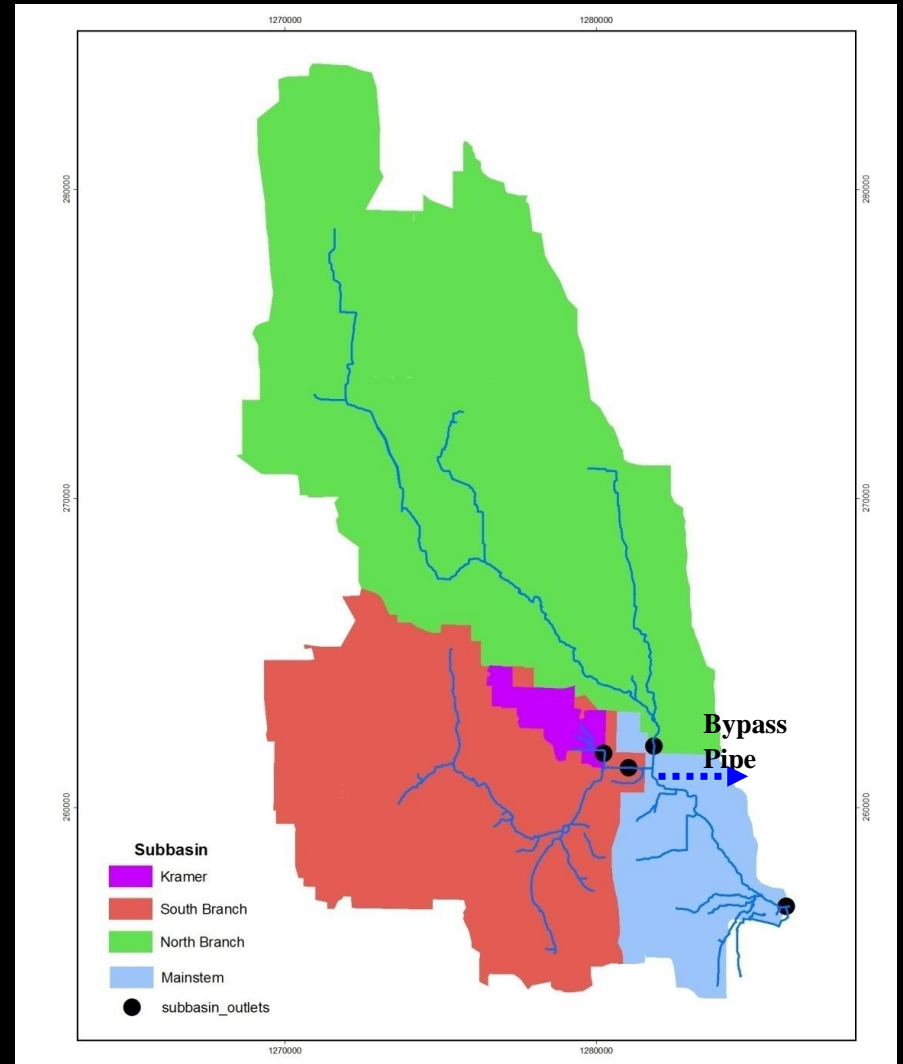 1270000 1280000
280000 280000
270000 270000
Bypass
Pipe
260000 260000
Subbasin
Kramer
South Branch
North Branch
Mainstem
subbasin_outlets
1270000 1280000